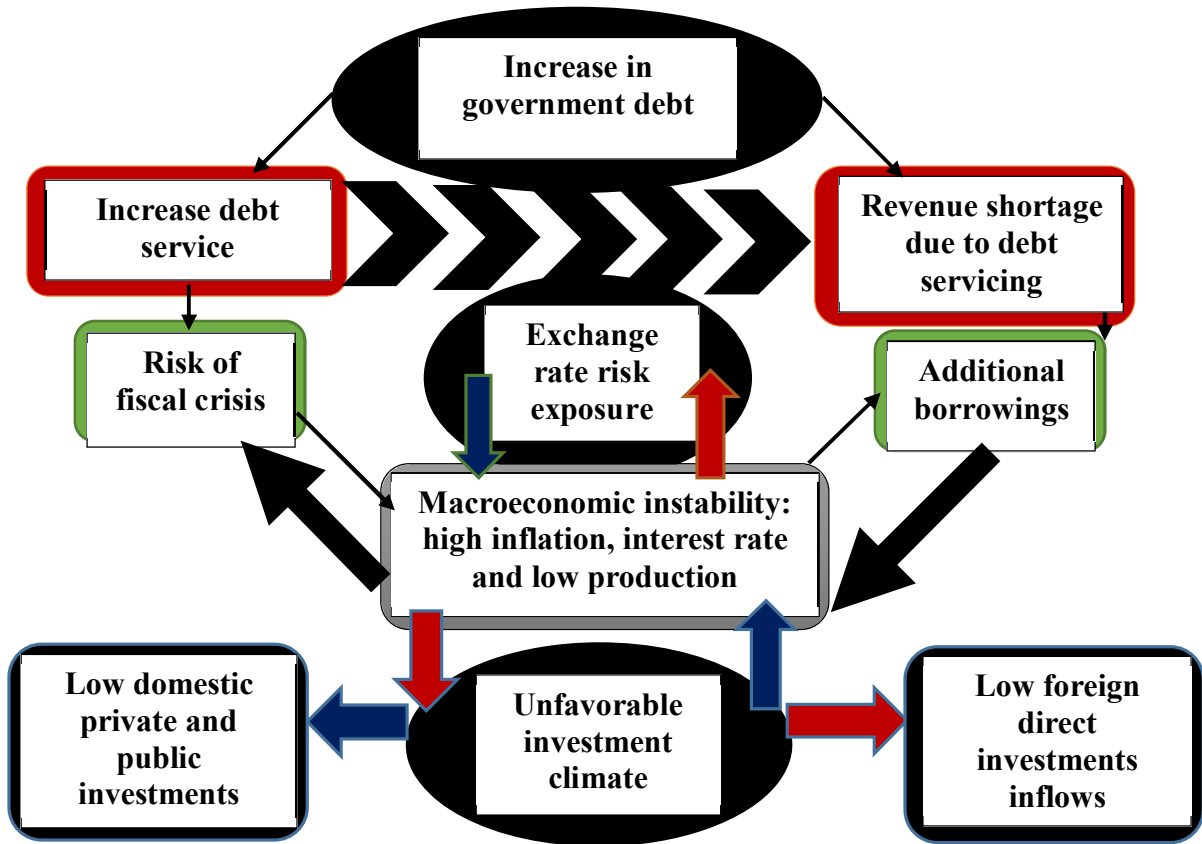 Increase in
government debt
Increase debt
service
Revenue shortage
due to debt
servicing
Risk of
fiscal crisis
Exchange
rate risk
exposure
Additional
borrowings
Macroeconomic instability:
high inflation, interest rate
and low production
Low domestic
private and
public
investments
Unfavorable
investment
climate
Low foreign
direct
investments
inflows